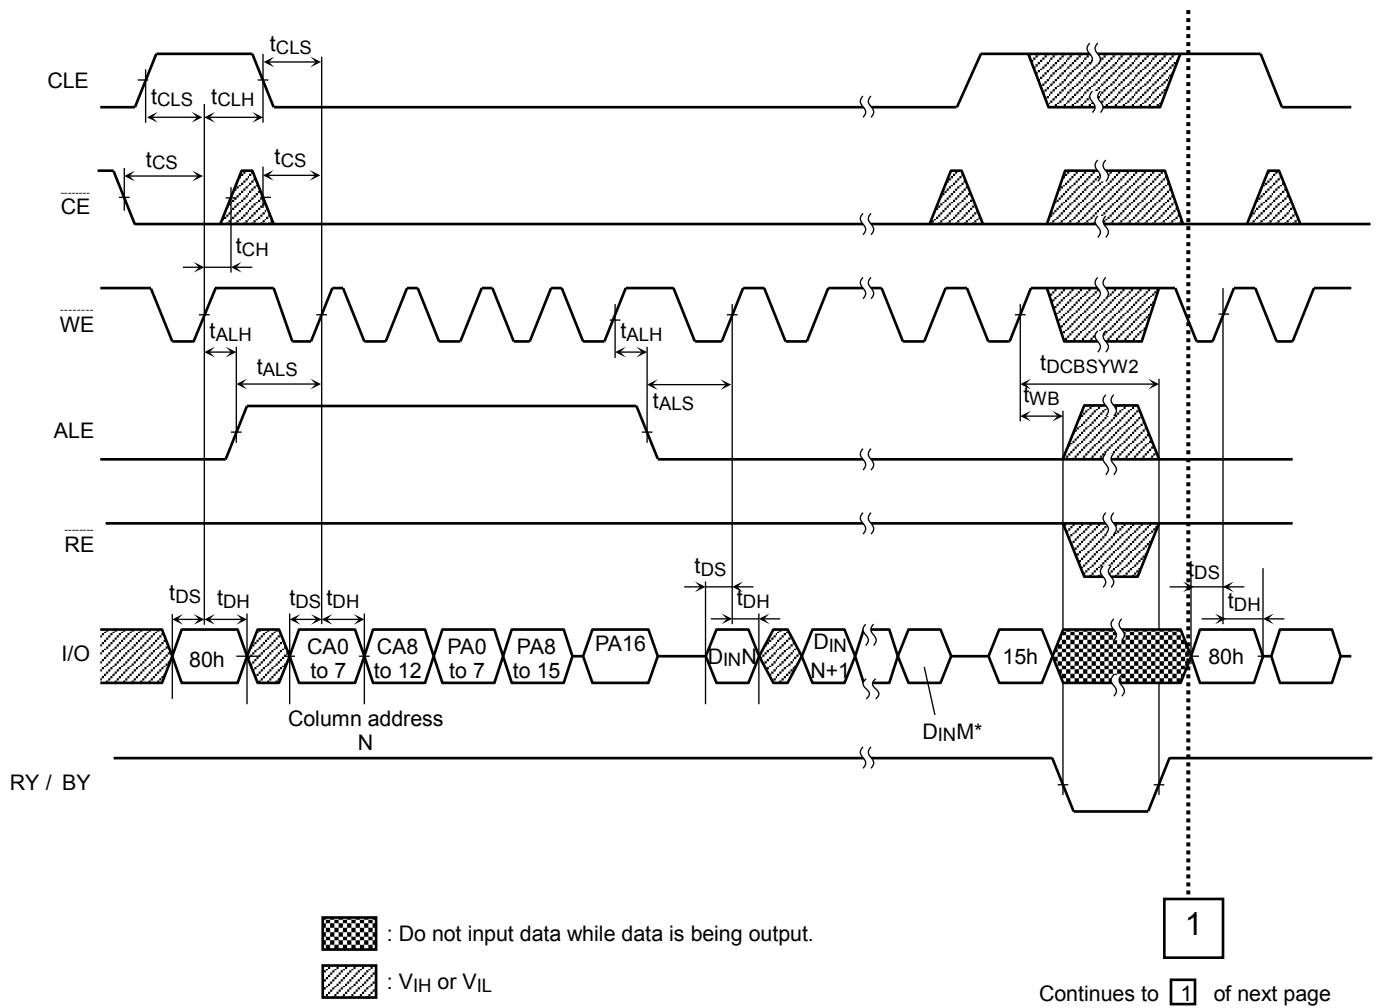 tCLS
CLE
tCLS tCLH
tCS tCS
CE
tCH
WE
tALH tALH
tALS tDCBSYW2
tALS tWB
ALE
RE
tDS tDS
tDS tDH tDS tDH tDH tDH
I/O
80h
CA0
to 7
CA8
to 12
PA0
to 7
PA8
to 15
PA16
DINN
DIN
N+1
15h
80h
Column address
N
DINM*
RY / BY
: Do not input data while data is being output.
1
: VIH or VIL
Continues to 1 of next page